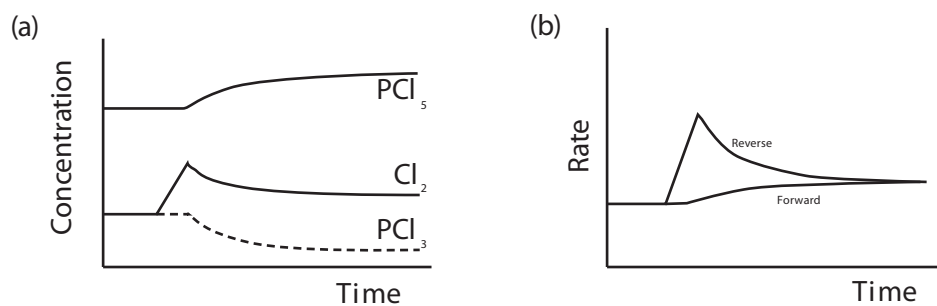 (a)
Concentration
PCl5
Cl2
PCl3
Time
(b)
Rate
Reverse
Forward
Time